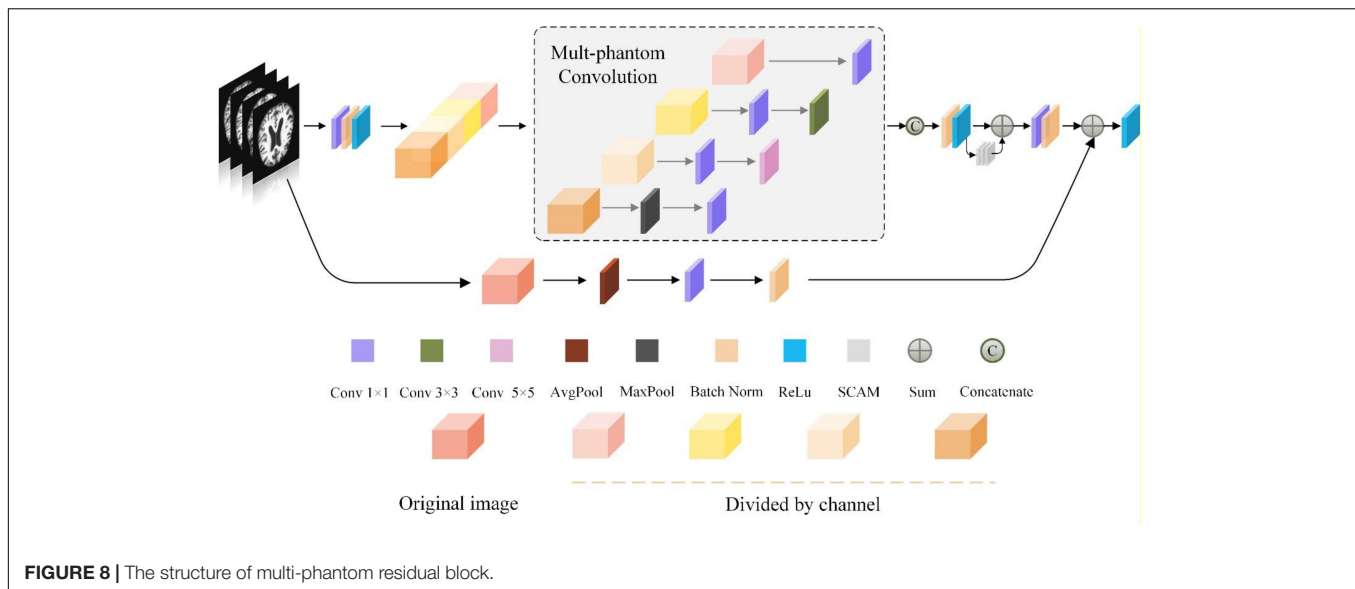 Mult-phantom
Convolution
C
Conv 1×1 Conv 3×3 Conv 5×5 AvgPool MaxPool Batch Norm ReLu SCAM Sum Concatenate
C
Original image Divided by channel
FIGURE 8 | The structure of multi-phantom residual block.